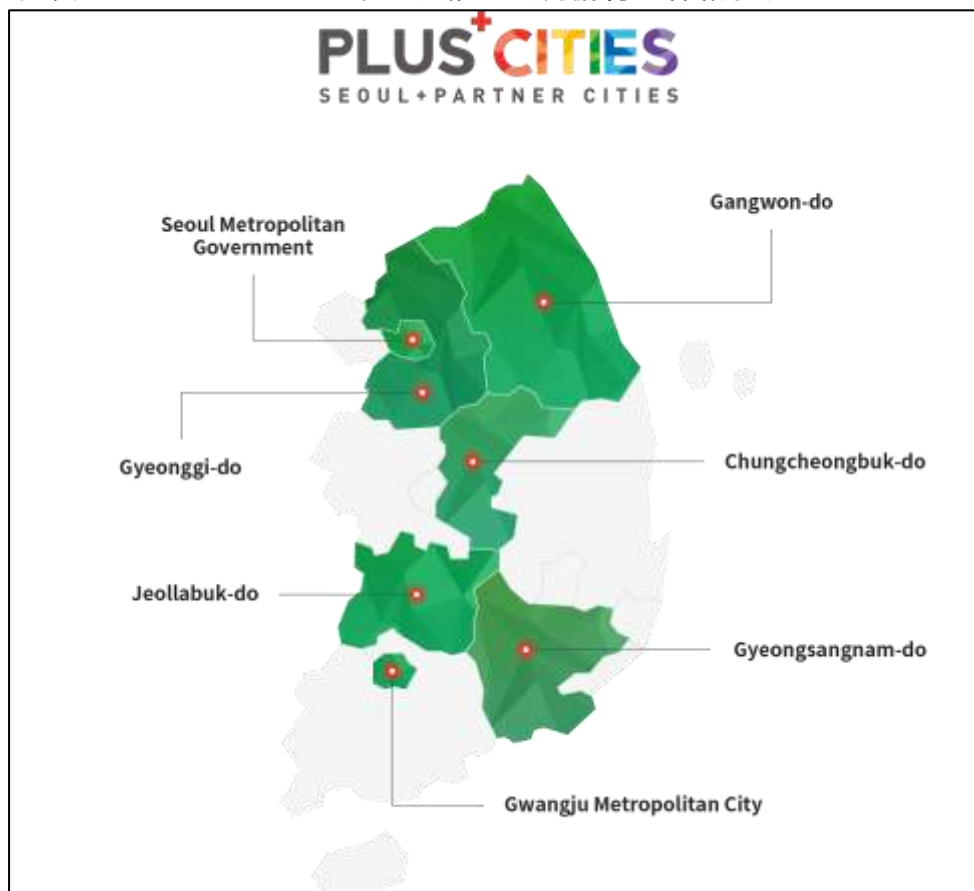 PLUS+CITIES
SEOUL+PARTNER CITIES
Gangwon-do
Seoul Metropolitan
Government
Gyeonggi-do
Chungcheongbuk-do
Jeollabuk-do
Gyeongsangnam-do
Gwangju Metropolitan City